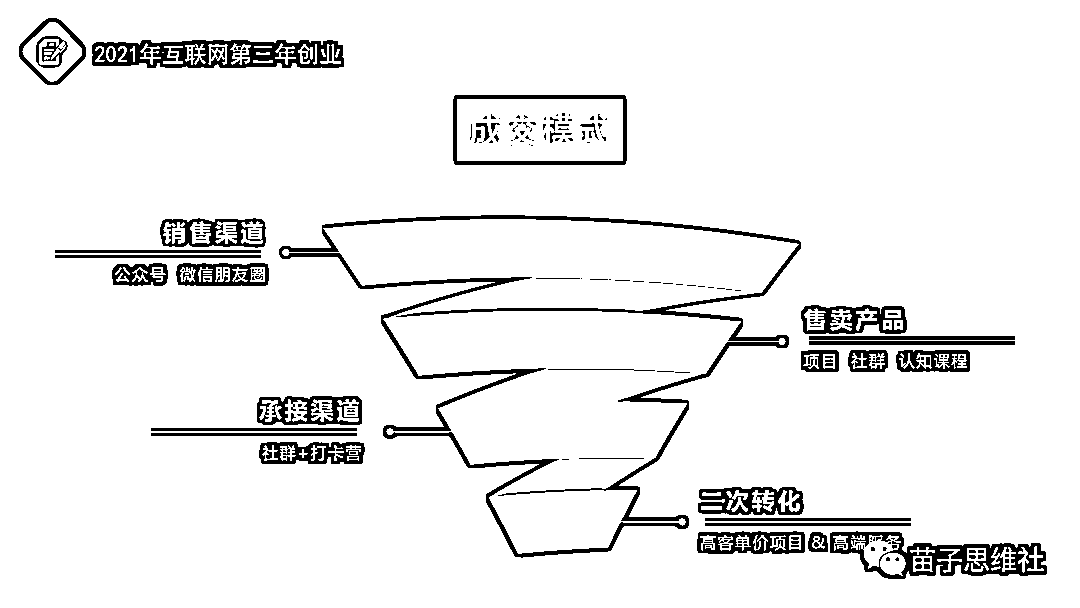 2021年互联网第三年创业
成交模式
销售渠道
公众号 微信朋友圈
售卖产品
项目 社群 认知课程
承接渠道
社群+打卡营
二次转化
高客单价项目 & 高端服务
苗子思维社